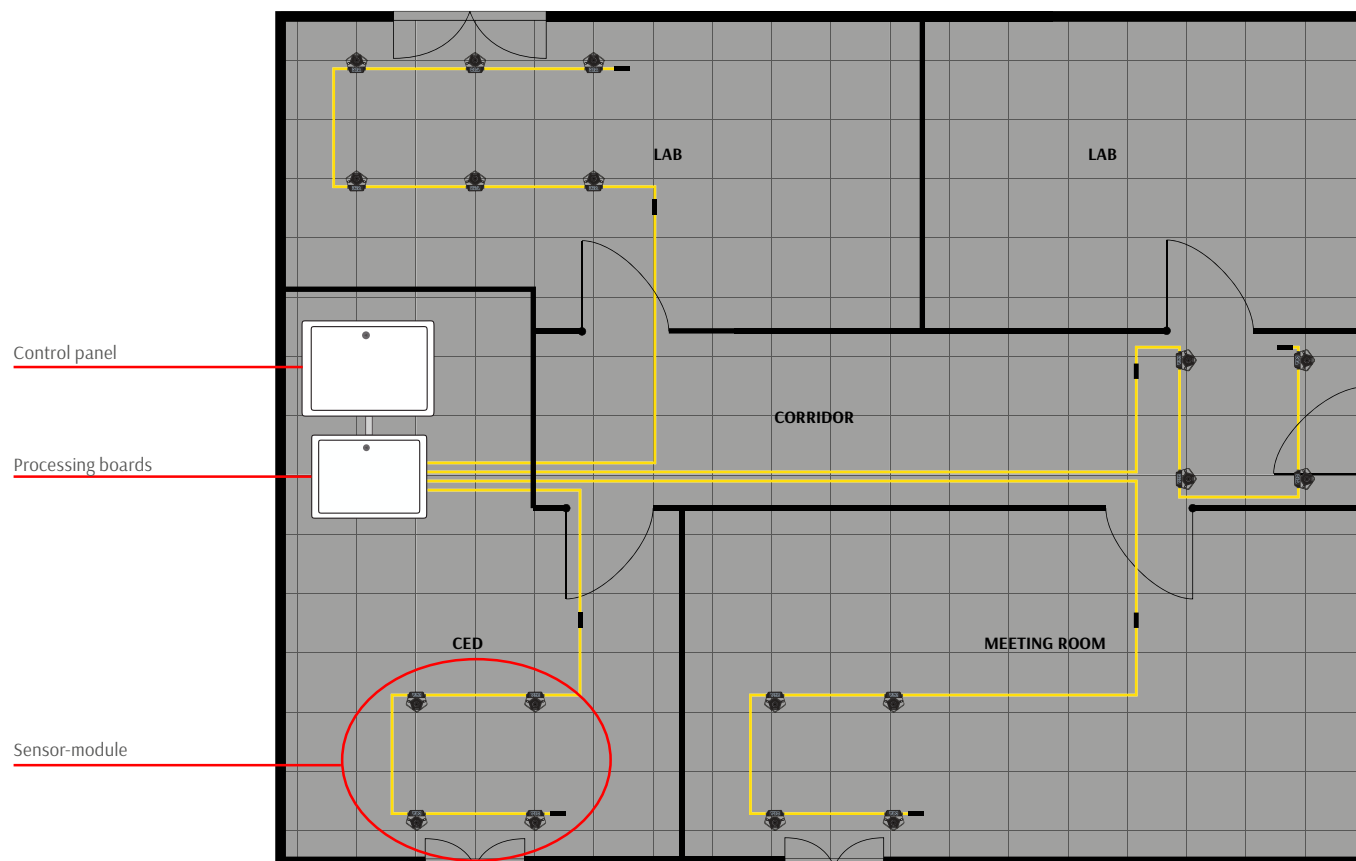 LAB
LAB
Control panel
CORRIDOR
Processing boards
CED
MEETING ROOM
Sensor-module